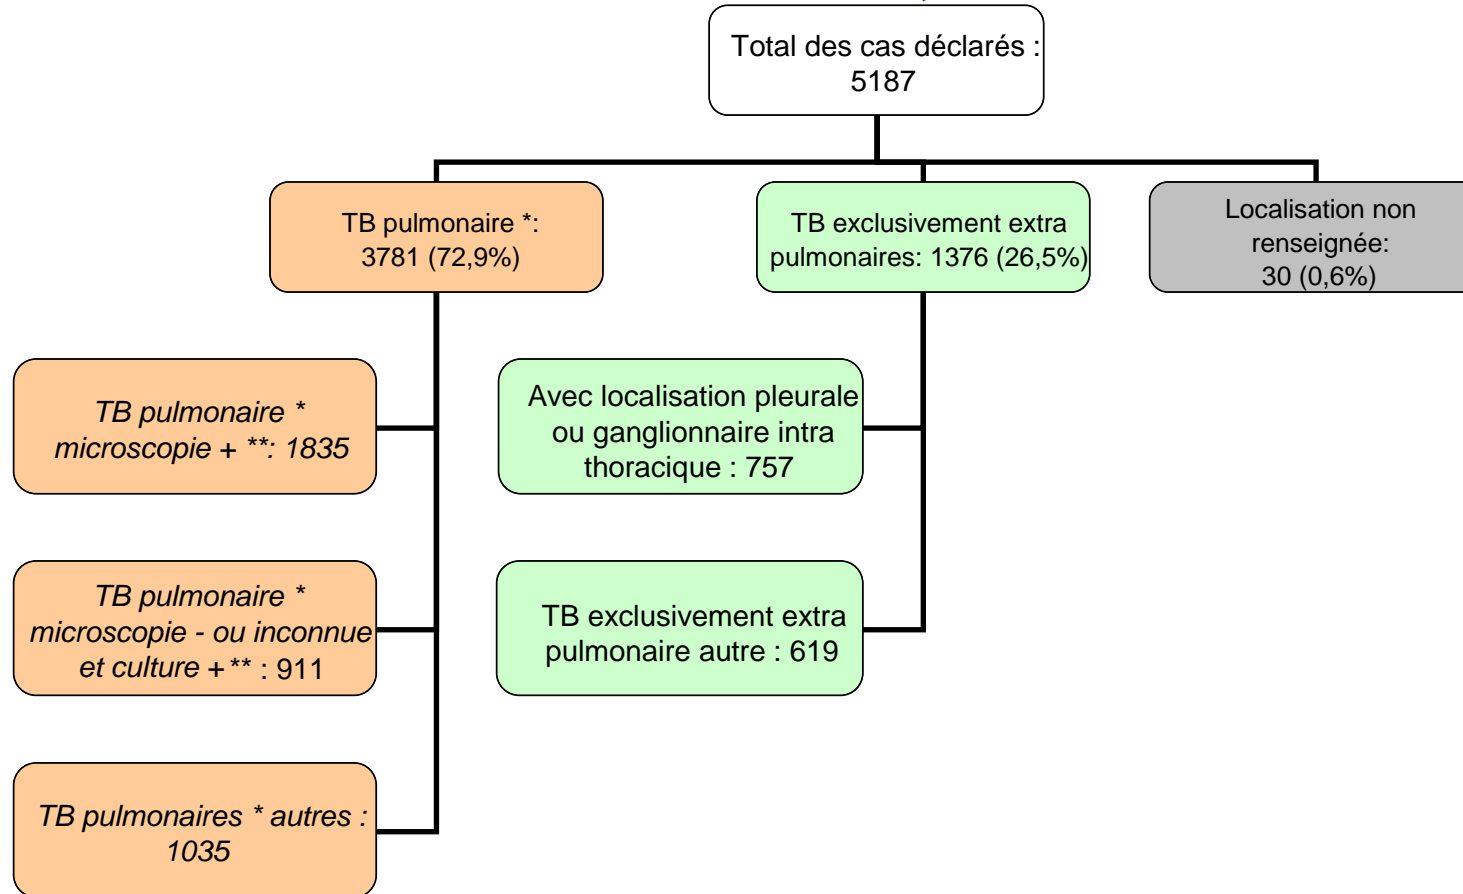 Total des cas déclarés :
5187
TB pulmonaire *:
3781 (72,9%)
TB exclusivement extra
pulmonaires: 1376 (26,5%)
Localisation non
renseignée:
30 (0,6%)
TB pulmonaire *
microscopie + **: 1835
Avec localisation pleurale
ou ganglionnaire intra
thoracique : 757
TB pulmonaire *
microscopie - ou inconnue
et culture + ** : 911
TB exclusivement extra
pulmonaire autre : 619
TB pulmonaires * autres :
1035